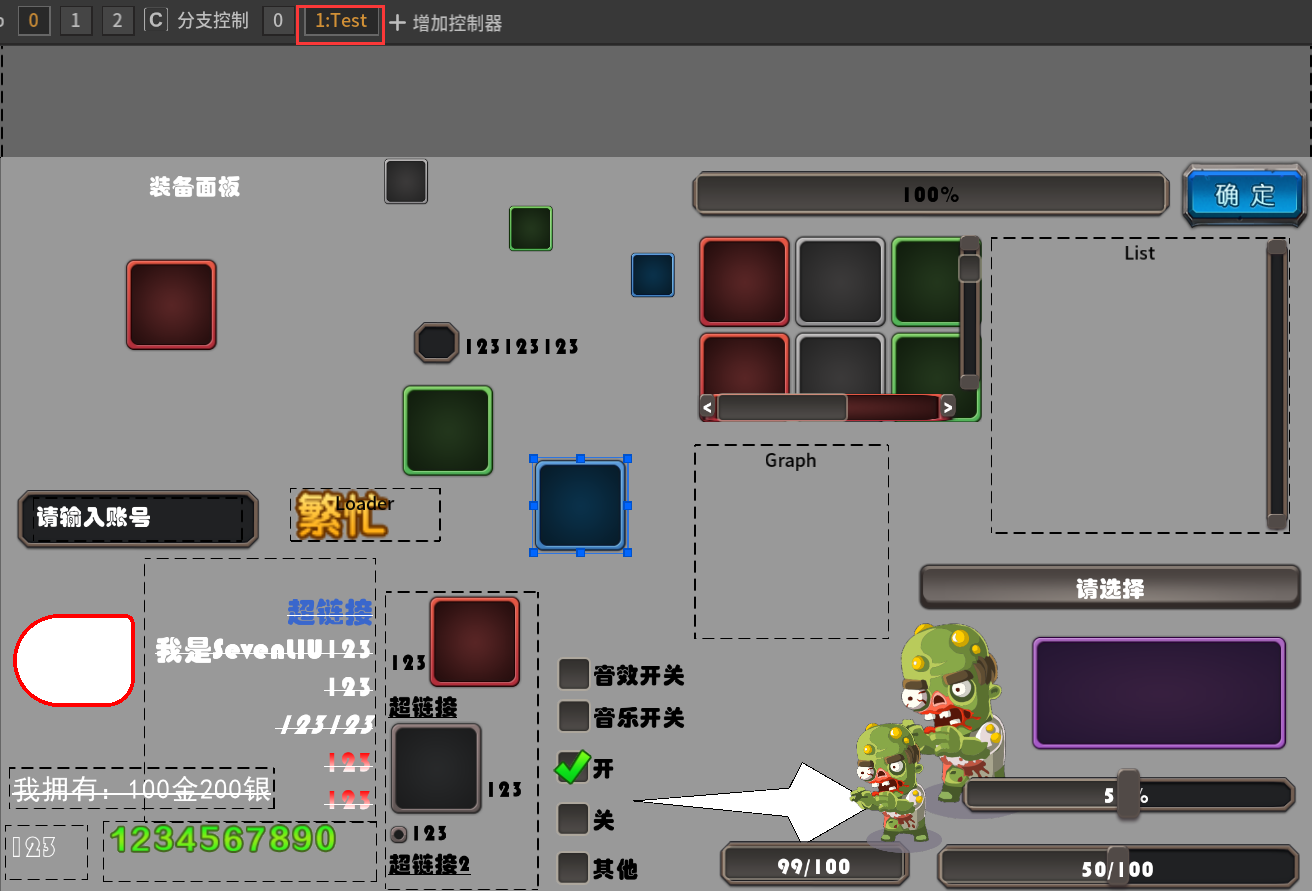 0 1 2 C 分支控制 0 1:Test + 增加控制器
装备面板
100%
确 定
List
123123123
< >
Graph
请输入账号
Loader
繁忙
请选择
超链接
我是SevenLIU123
123
123123
123
123
我拥有：100金200银
123
1234567890
123
超链接
123
123
超链接2
音效开关
音乐开关
开
关
其他
99/100
50/100